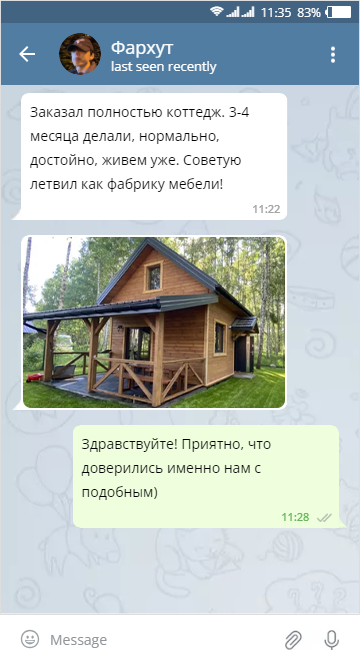 11:35 83%
Фархут
last seen recently
Заказал полностью коттедж. 3-4
месяца делали, нормально,
достойно, живем уже. Советую
летвил как фабрику мебели!
11:22
Здравствуйте! Приятно, что
доверились именно нам с
подобным)
11:28
Message